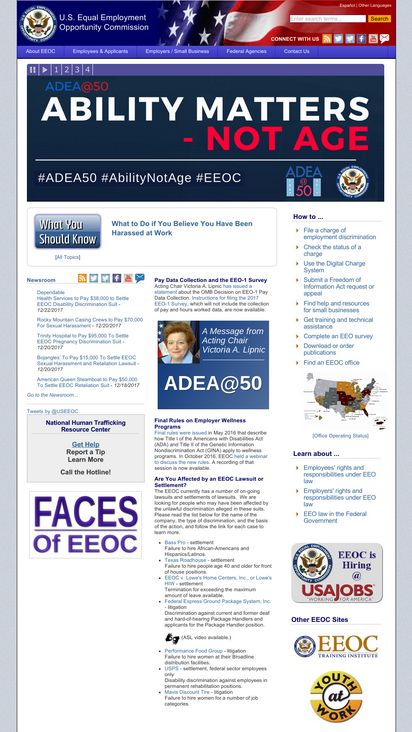 U.S. Equal Employment
Opportunity Commission
Español | Other Languages
Enter search terms...
Search
CONNECT WITH US
About EEOC
Employees & Applicants
Employers / Small Business
Federal Agencies
Contact Us
1 2 3 4
ADEA@50
ABILITY MATTERS
- NOT AGE
#ADEA50 #AbilityNotAge #EEOC
ADEA
@
50
What You
Should Know
What to Do if You Believe You Have Been
Harassed at Work
[All Topics]
Newsroom
Dependable
Health Services to Pay $38,000 to Settle
EEOC Disability Discrimination Suit -
12/22/2017
Rocky Mountain Casing Crews to Pay $70,000
For Sexual Harassment - 12/20/2017
Trinity Hospital to Pay $95,000 To Settle
EEOC Pregnancy Discrimination Suit -
12/20/2017
Bojangles' To Pay $15,000 To Settle EEOC
Sexual Harassment and Retaliation Lawsuit -
12/20/2017
American Queen Steamboat to Pay $50,000
To Settle EEOC Retaliation Suit - 12/18/2017
Go to the Newsroom...
Tweets by @USEEOC
National Human Trafficking
Resource Center
Get Help
Report a Tip
Learn More
Call the Hotline!
FACES
OF EEOC
Pay Data Collection and the EEO-1 Survey
Acting Chair Victoria A. Lipnic has issued a
statement about the OMB Decision on EEO-1 Pay
Data Collection. Instructions for filing the 2017
EEO-1 Survey, which will not include the collection
of pay and hours worked data, are now available.
A Message from
Acting Chair
Victoria A. Lipnic
ADEA@50
Final Rules on Employer Wellness
Programs
Final rules were issued in May 2016 that describe
how Title I of the Americans with Disabilities Act
(ADA) and Title II of the Genetic Information
Nondiscrimination Act (GINA) apply to wellness
programs. In October 2016, EEOC held a webinar
to discuss the new rules. A recording of that
session is now available.
Are You Affected by an EEOC Lawsuit or
Settlement?
The EEOC currently has a number of on-going
lawsuits and settlements of lawsuits. We are
looking for people who may have been affected by
the unlawful discrimination alleged in these suits.
Please read the list below for the name of the
company, the type of discrimination, and the basis
of the action, and follow the link for each case to
learn more.
Bass Pro - settlement
Failure to hire African-Americans and
Hispanics/Latinos.
Texas Roadhouse - settlement
Failure to hire people age 40 and older for front
of house positions.
EEOC v. Lowe's Home Centers, Inc., or Lowe's
HIW - settlement
Termination for exceeding the maximum
amount of leave available.
Federal Express Ground Package System, Inc.
- litigation
Discrimination against current and former deaf
and hard-of-hearing Package Handlers and
applicants for the Package Handler position.
(ASL video available.)
Performance Food Group - litigation
Failure to hire women at their Broadline
distribution facilities.
USPS - settlement, federal sector employees
only
Disability discrimination against employees in
permanent rehabilitation positions.
Mavis Discount Tire - litigation
Failure to hire women for a number of job
categories.
How to ...
File a charge of
employment discrimination
Check the status of a
charge
Use the Digital Charge
System
Submit a Freedom of
Information Act request or
appeal
Find help and resources
for small businesses
Get training and technical
assistance
Complete an EEO survey
Download or order
publications
Find an EEOC office
[Office Operating Status]
Learn about ...
Employees' rights and
responsibilities under EEO
law
Employers' rights and
responsibilities under EEO
law
EEO law in the Federal
Government
EEOC is
Hiring
@
USAJOBS
"WORKING FOR AMERICA"
Other EEOC Sites
EEOC
TRAINING INSTITUTE
YOUTH
at
WORK